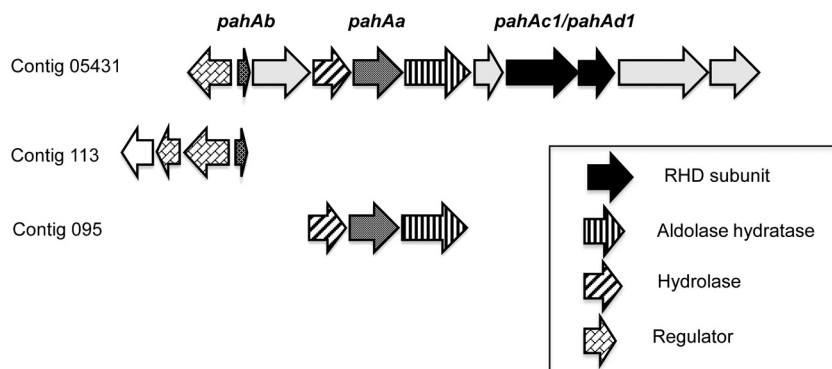 pahAb pahAa pahAc1/pahAd1
Contig 05431
Contig 113
Contig 095
RHD subunit
Aldolase hydratase
Hydrolase
Regulator